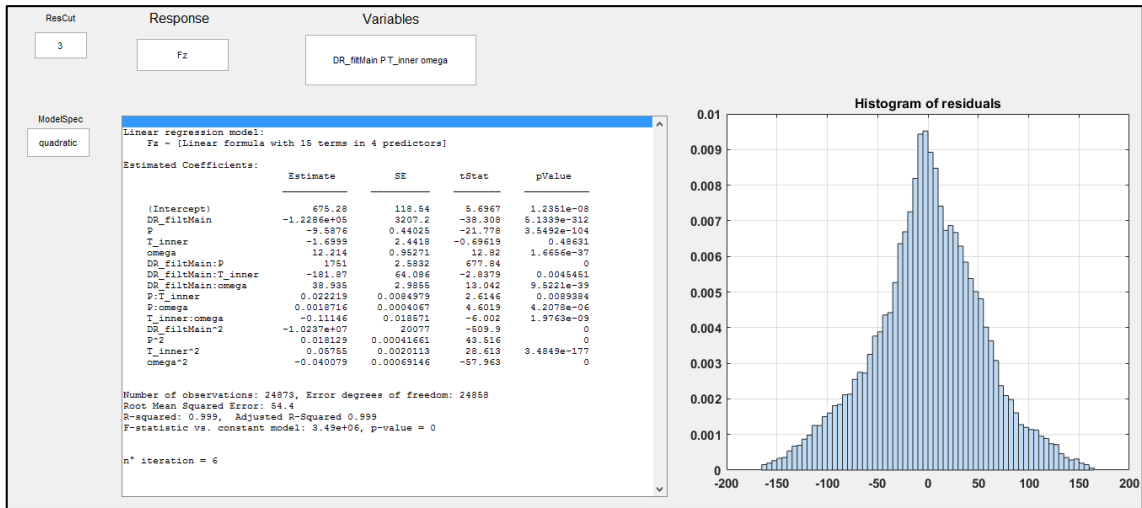 ResCut
Response
Variables
3
Fz
DR_filtMain P T_inner omega
ModelSpec
quadratic
Linear regression model:
Fz ~ [Linear formula with 15 terms in 4 predictors]
Estimated Coefficients:
Estimate SE tStat pValue
(Intercept) 675.28 118.54 5.6967 1.2351e-08
DR_filtMain -1.2286e+05 3207.2 -38.308 5.1339e-312
P -9.5876 0.44025 -21.778 3.5492e-104
T_inner -1.6999 2.4418 -0.69619 0.48631
omega 12.214 0.95271 12.82 1.6656e-37
DR_filtMain:P 1751 2.5832 677.84 0
DR_filtMain:T_inner -181.87 64.086 -2.8379 0.0045451
DR_filtMain:omega 38.935 2.9855 13.042 9.5221e-39
P:T_inner 0.022219 0.0084979 2.6146 0.0089384
P:omega 0.0018716 0.0004067 4.6019 4.2078e-06
T_inner:omega -0.11146 0.018571 -6.002 1.9763e-09
DR_filtMain^2 -1.0237e+07 20077 -509.9 0
P^2 0.018129 0.00041661 43.516 0
T_inner^2 0.05755 0.0020113 28.613 3.4849e-177
omega^2 -0.040079 0.00069146 -57.963 0
Number of observations: 24873, Error degrees of freedom: 24858
Root Mean Squared Error: 54.4
R-squared: 0.999, Adjusted R-Squared 0.999
F-statistic vs. constant model: 3.49e+06, p-value = 0
n° iteration = 6
Histogram of residuals
0.01
0.009
0.008
0.007
0.006
0.005
0.004
0.003
0.002
0.001
0
-200 -150 -100 -50 0 50 100 150 200